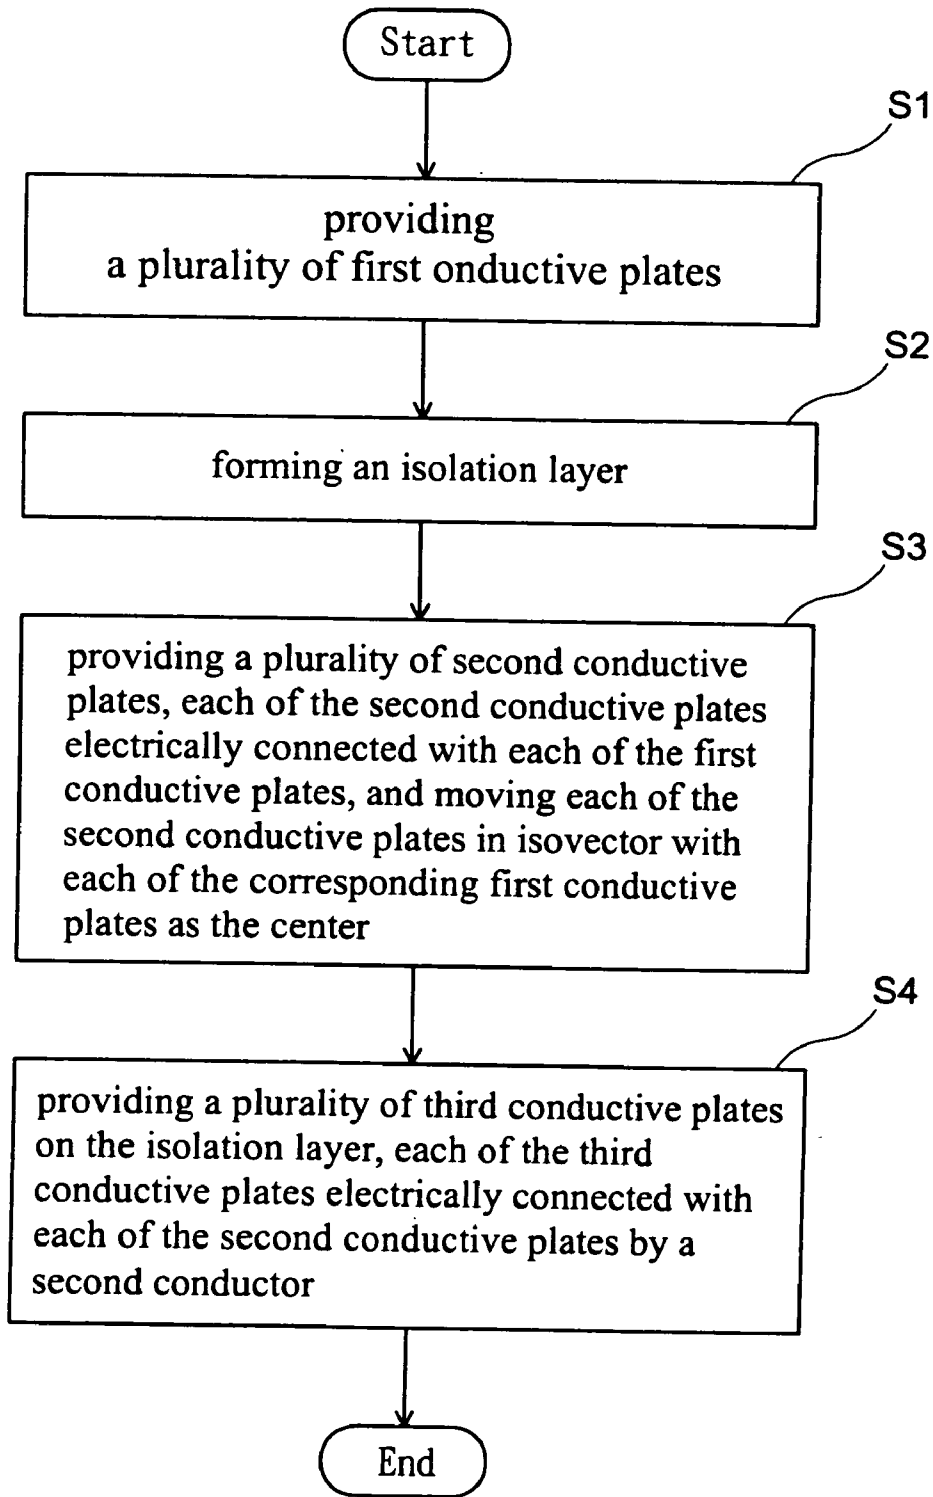 Start
S1
providing
a plurality of first onductive plates
S2
forming an isolation layer
S3
providing a plurality of second conductive
plates, each of the second conductive plates
electrically connected with each of the first
conductive plates, and moving each of the
second conductive plates in isovector with
each of the corresponding first conductive
plates as the center
S4
providing a plurality of third conductive plates
on the isolation layer, each of the third
conductive plates electrically connected with
each of the second conductive plates by a
second conductor
End